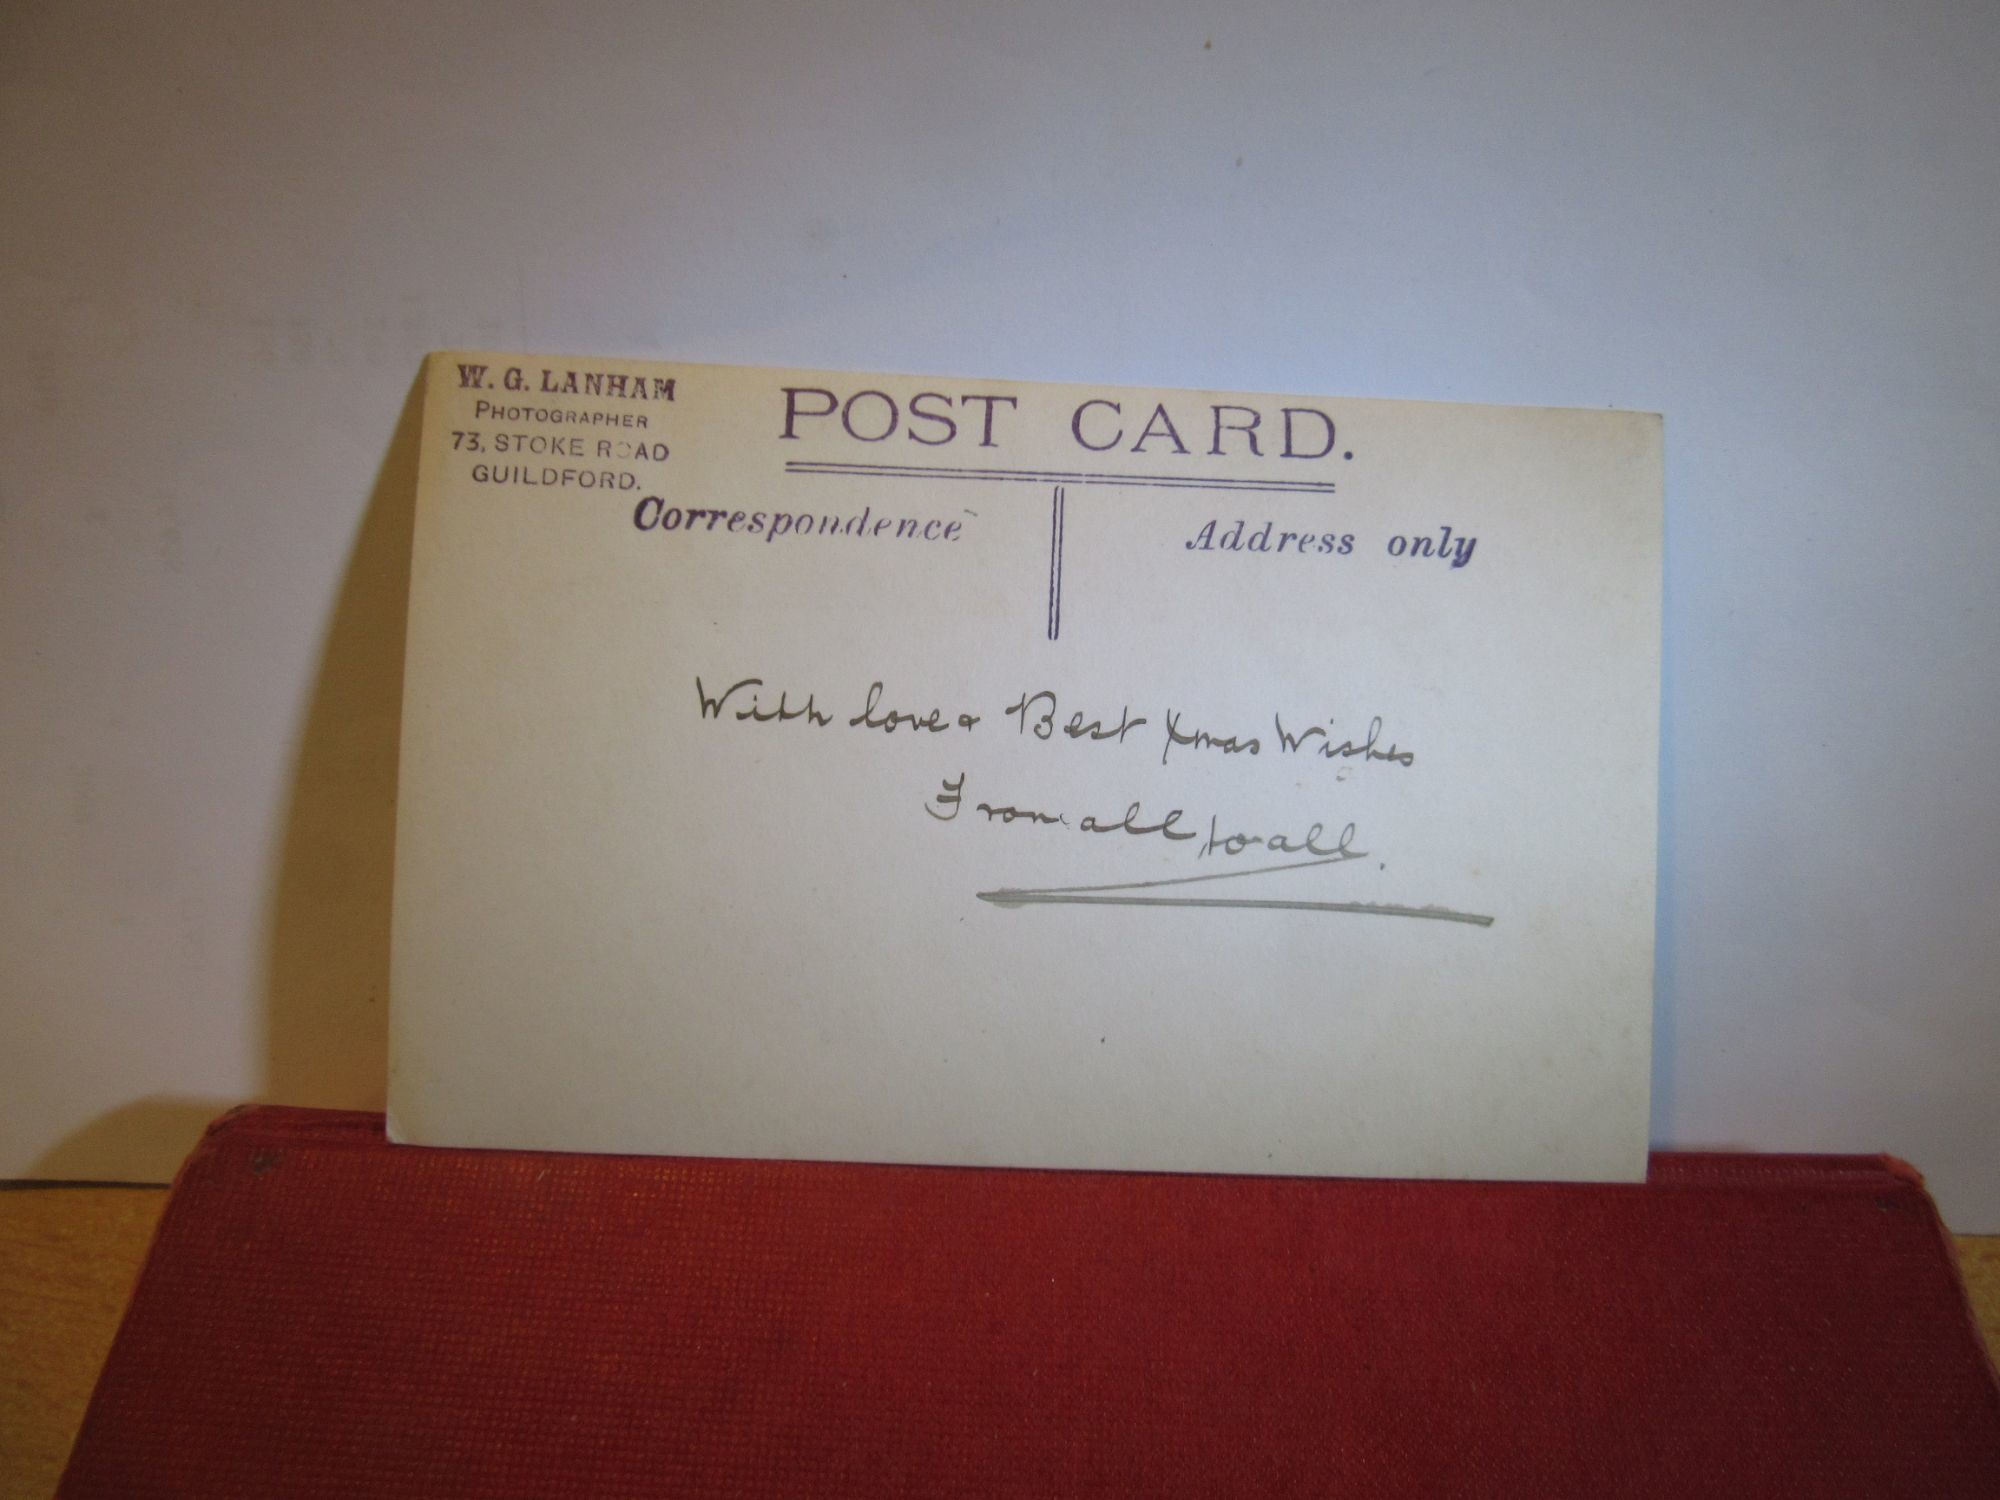 W. G. LANHAM
PHOTOGRAPHER
73, STOKE ROAD
GUILDFORD.
POST CARD.
Correspondence
Address only
With love & Best Xmas Wishes
From all to all.